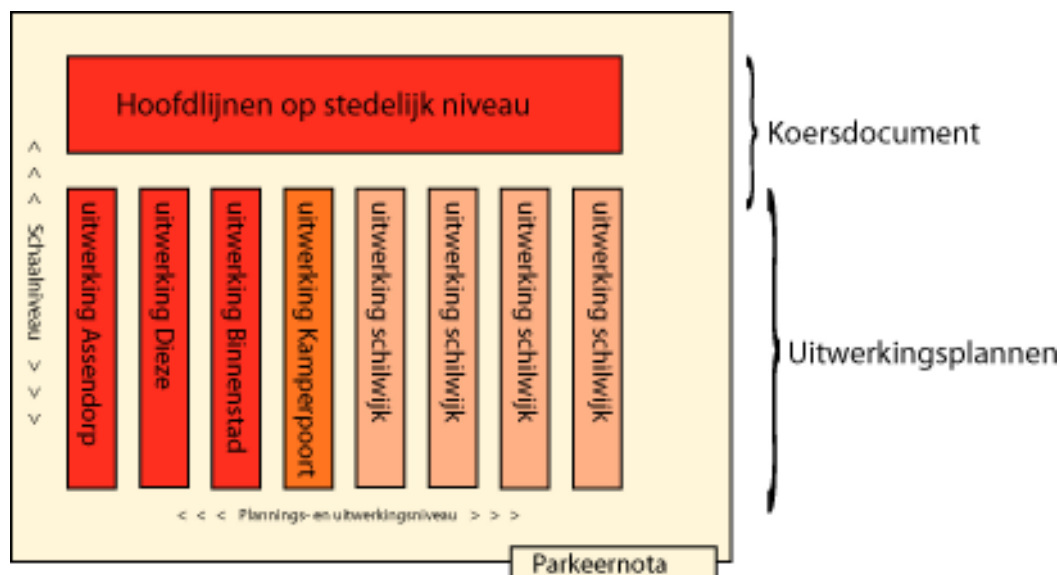 Hoofdlijnen op stedelijk niveau
Koersdocument
< < < Schaalniveau > > >
uitwerking Assendorp
uitwerking Dieze
uitwerking Binnenstad
uitwerking Kamperpoort
uitwerking schilwijk
uitwerking schilwijk
uitwerking schilwijk
uitwerking schilwijk
Uitwerkingsplannen
< < < Plannings- en uitwerkingsniveau > > >
Parkeernota